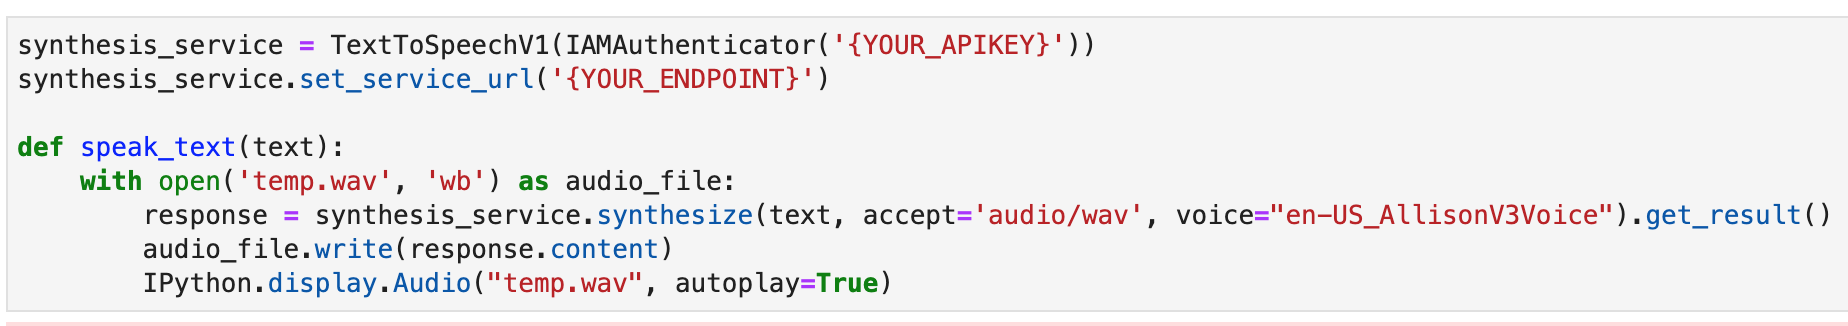 synthesis_service = TextToSpeechV1(IAMAuthenticator('{YOUR_APIKEY}'))
synthesis_service.set_service_url('{YOUR_ENDPOINT}')

def speak_text(text):
    with open('temp.wav', 'wb') as audio_file:
        response = synthesis_service.synthesize(text, accept='audio/wav', voice="en-US_AllisonV3Voice").get_result()
        audio_file.write(response.content)
        IPython.display.Audio("temp.wav", autoplay=True)